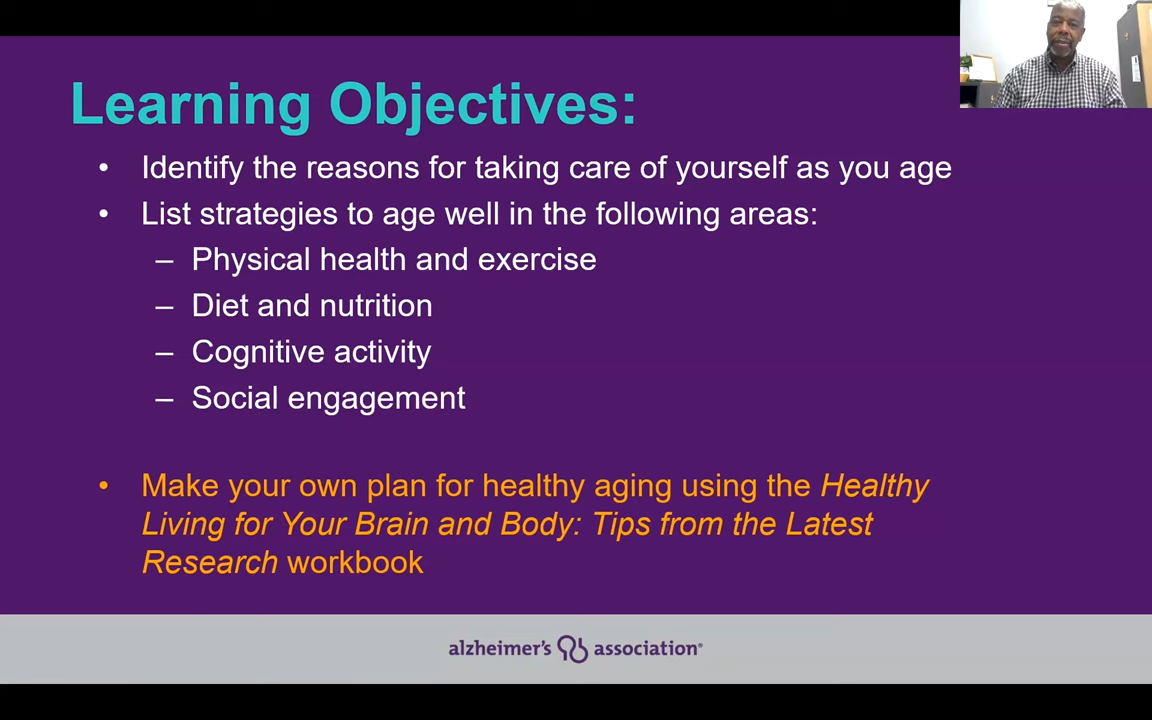 Learning Objectives:
• Identify the reasons for taking care of yourself as you age
• List strategies to age well in the following areas:
– Physical health and exercise
– Diet and nutrition
– Cognitive activity
– Social engagement
• Make your own plan for healthy aging using the Healthy
Living for Your Brain and Body: Tips from the Latest
Research workbook
alzheimer's association®